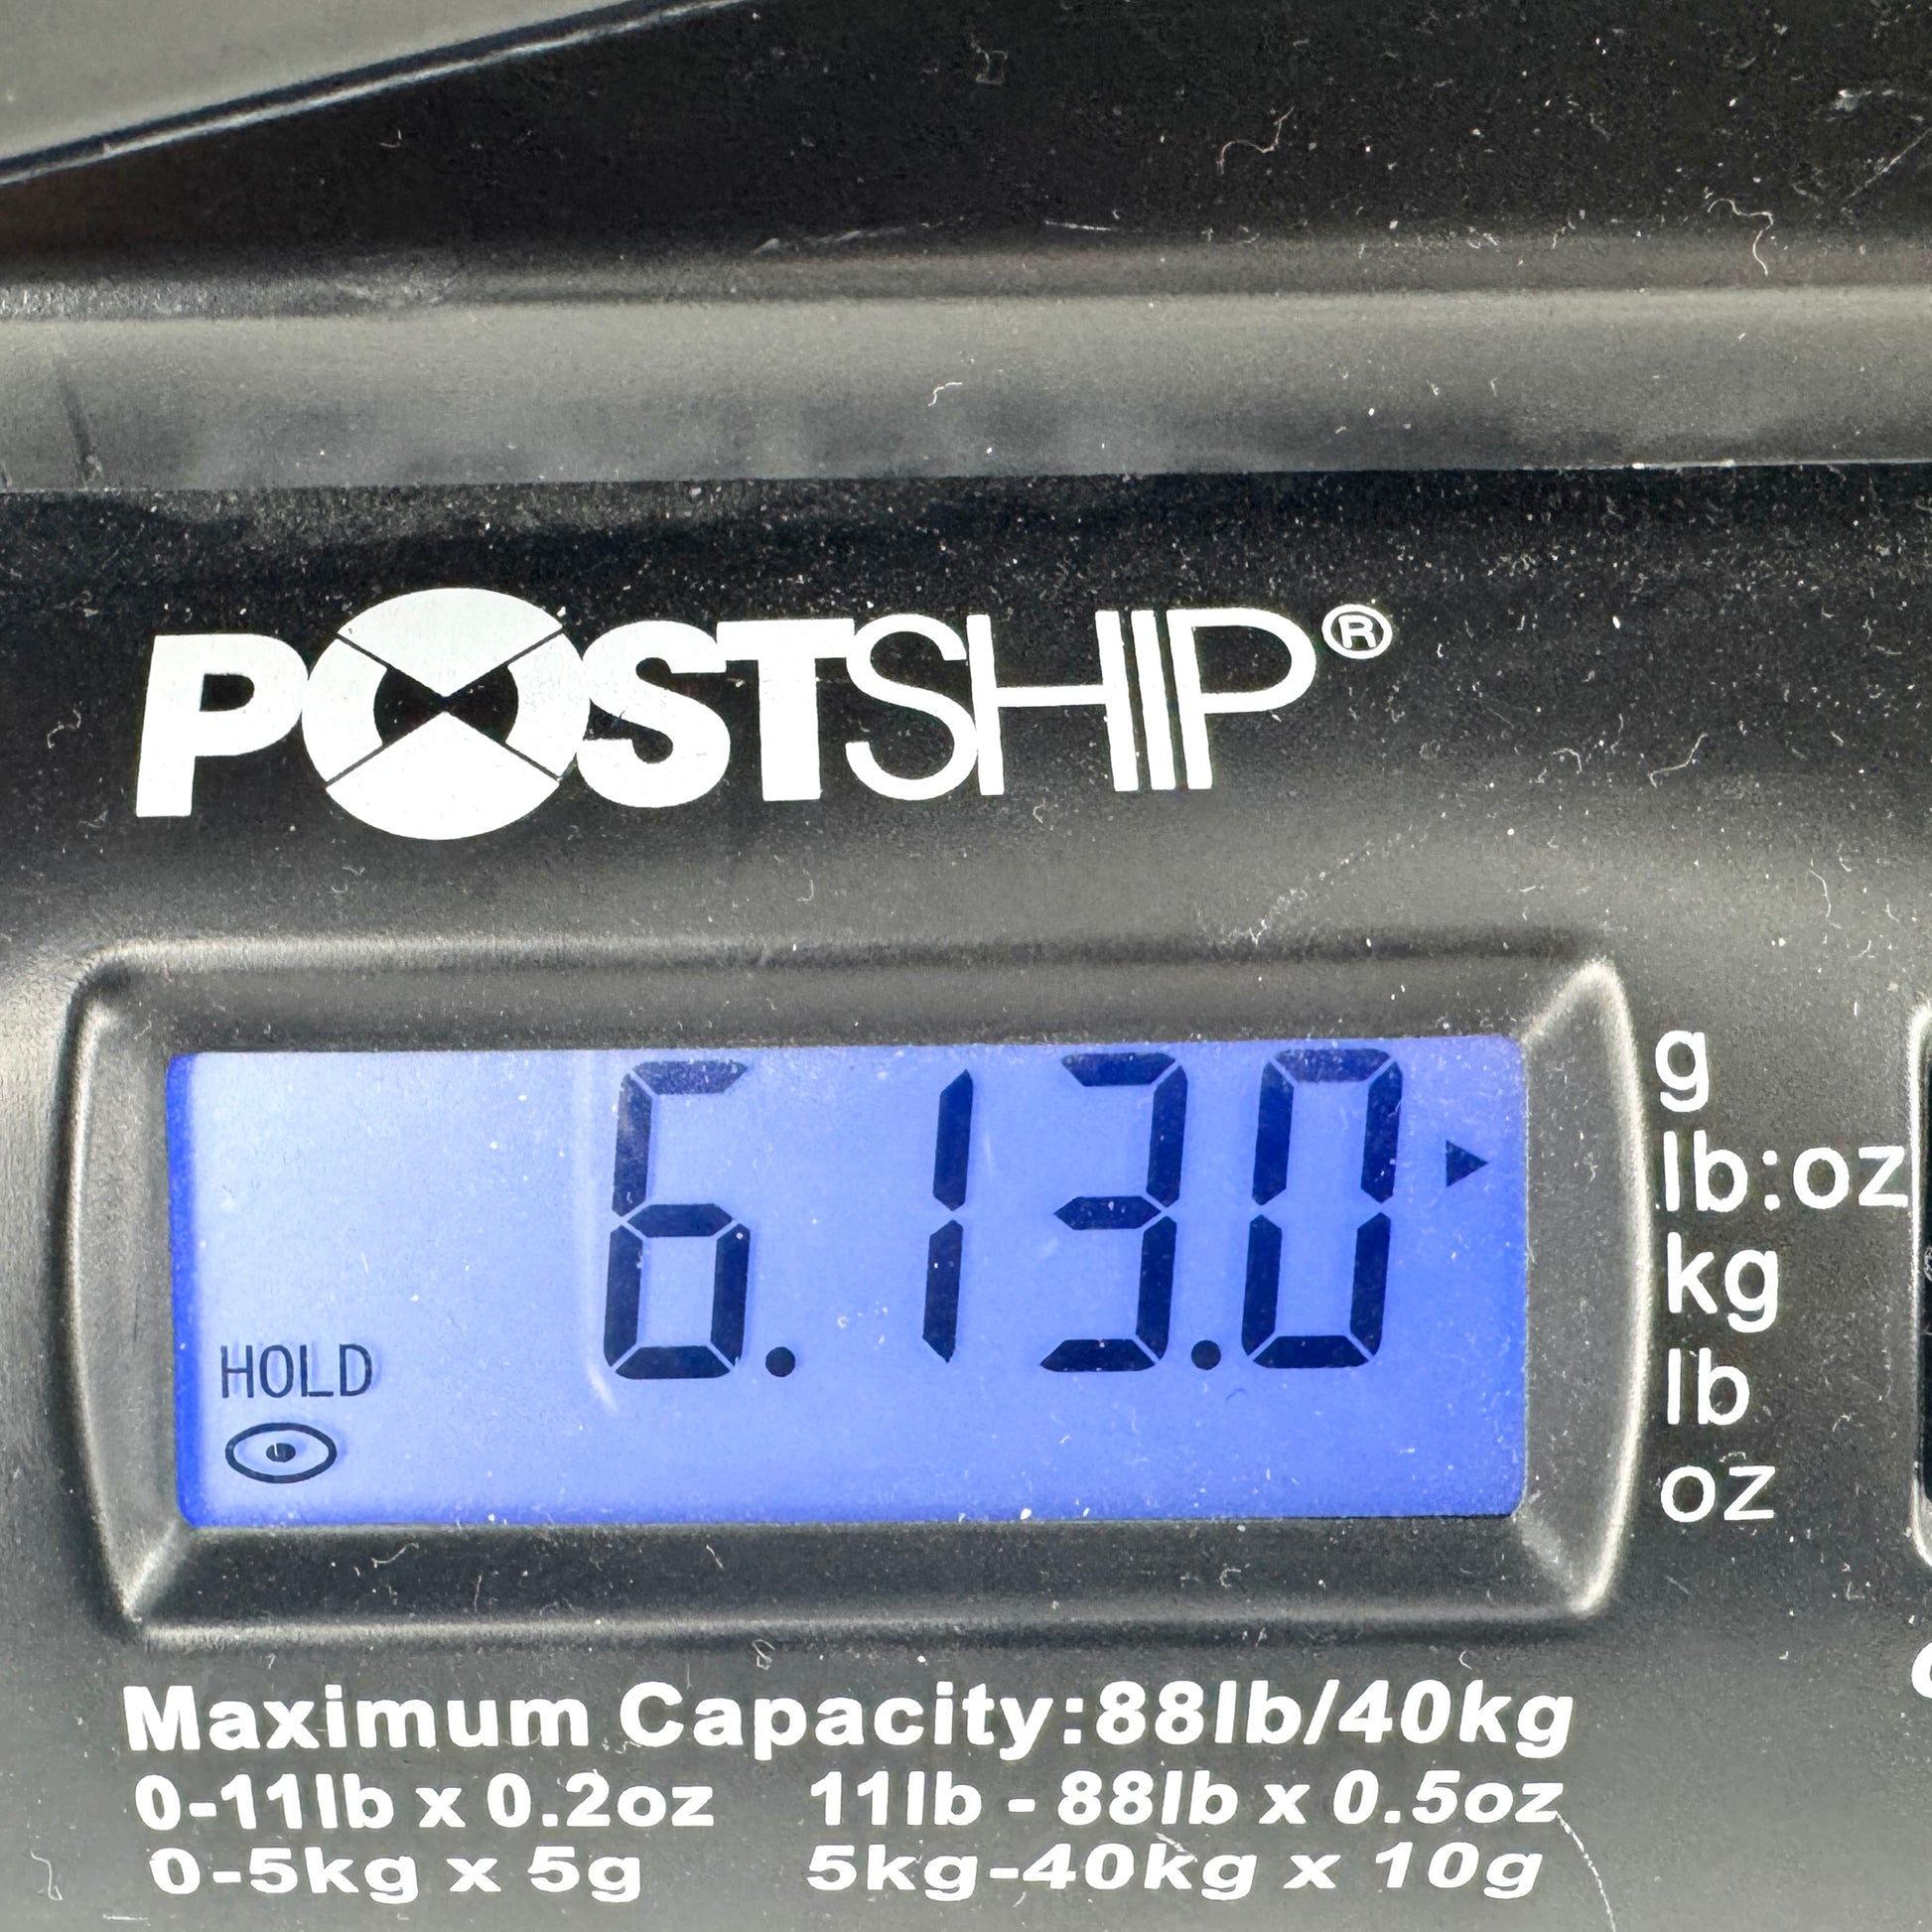 POSTSHIP®
6.13.0
HOLD
g
lb:oz
kg
lb
oz
Maximum Capacity:88lb/40kg
0-11lb x 0.2oz 11lb - 88lb x 0.5oz
0-5kg x 5g 5kg-40kg x 10g